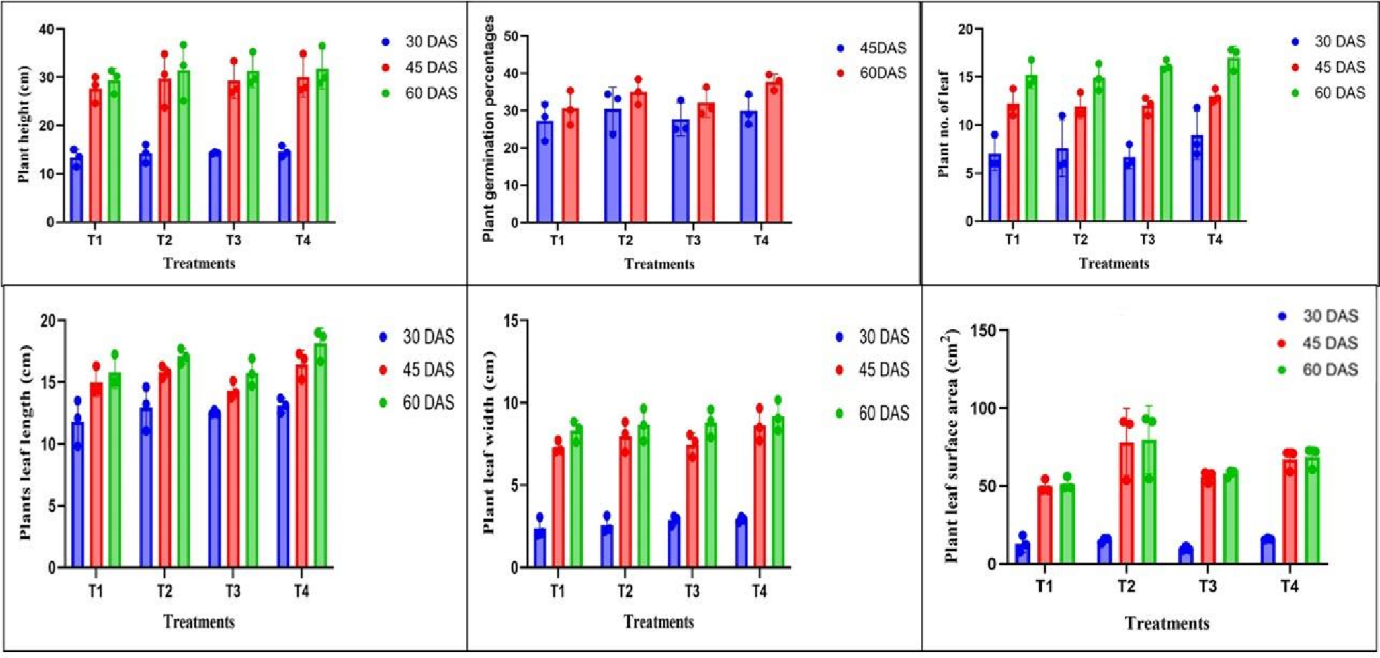 Plant height (cm)
40
30
20
10
0
T1 T2 T3 T4
Treatments
30 DAS
45 DAS
60 DAS
Plant germination percentages
50
40
30
20
10
0
T1 T2 T3 T4
Treatments
45DAS
60DAS
Plant no. of leaf
20
15
10
5
0
T1 T2 T3 T4
Treatments
30 DAS
45 DAS
60 DAS
Plants leaf length (cm)
20
15
10
5
0
T1 T2 T3 T4
Treatments
30 DAS
45 DAS
60 DAS
Plant leaf width (cm)
15
10
5
0
T1 T2 T3 T4
Treatments
30 DAS
45 DAS
60 DAS
Plant leaf surface area (cm²)
150
100
50
0
T1 T2 T3 T4
Treatments
30 DAS
45 DAS
60 DAS